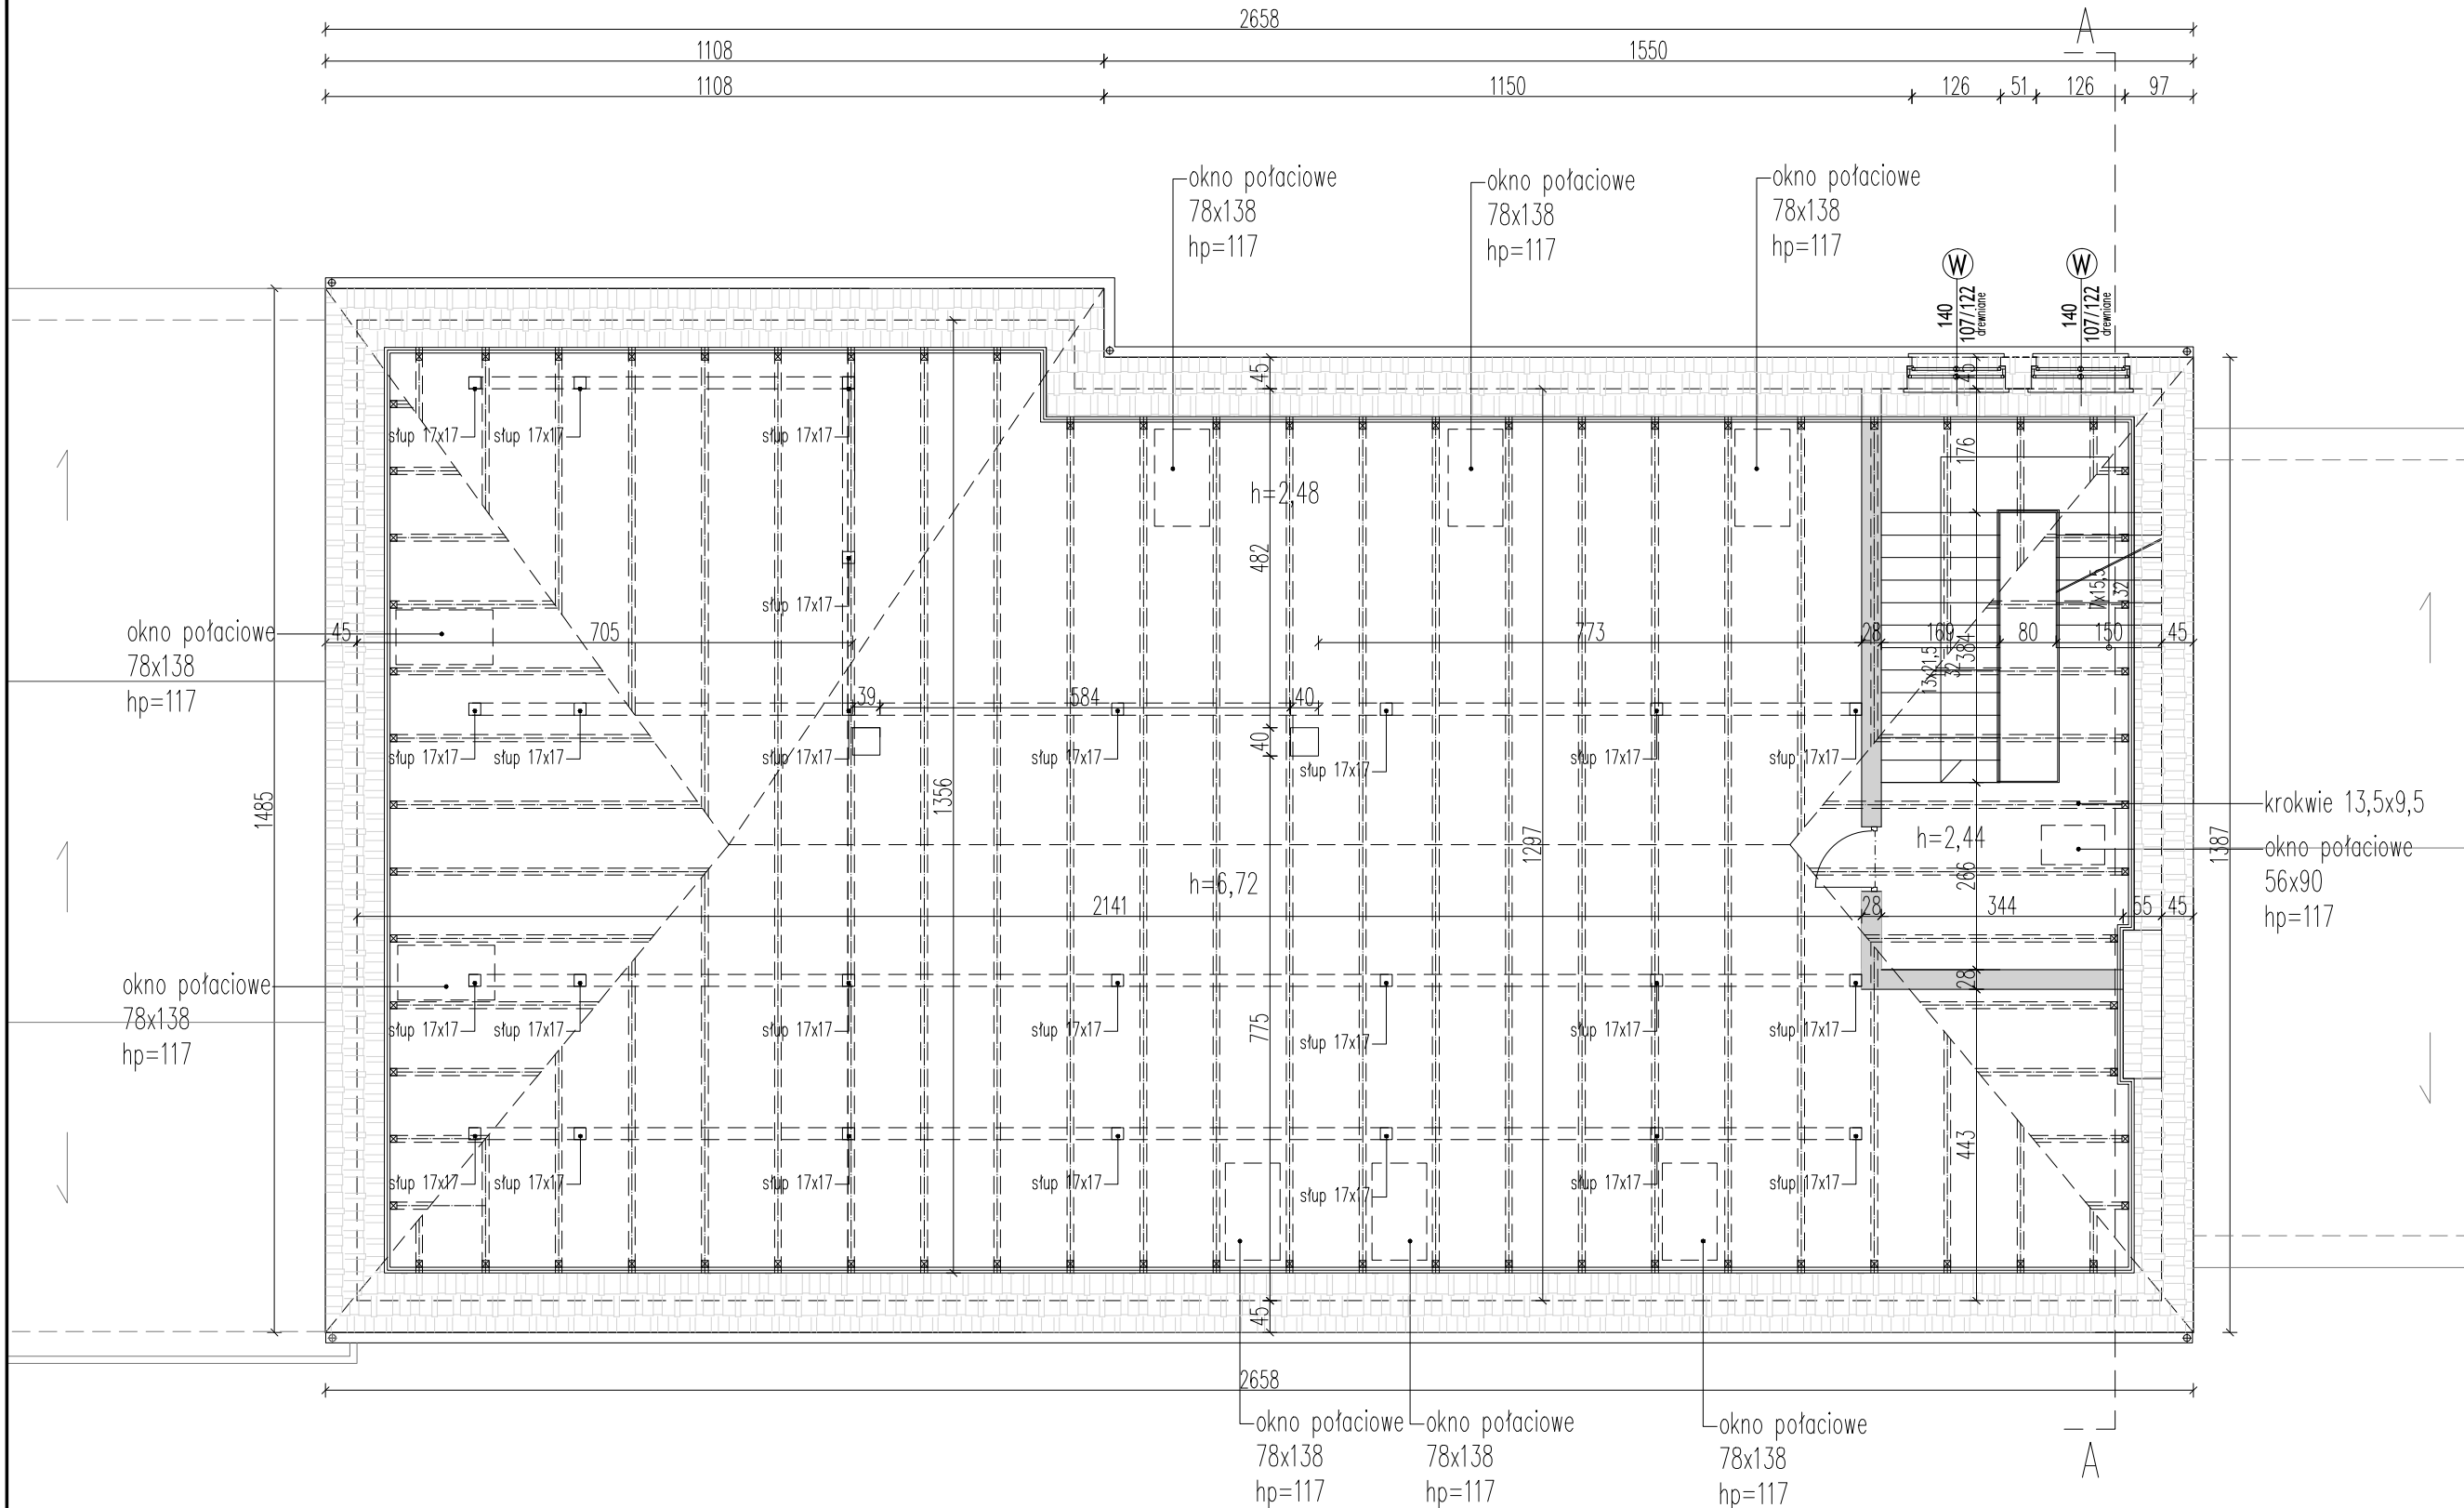 2658
A
1108
1550
1108
1150
126
51
126
97
okno połaciowe
78x138
hp=117
okno połaciowe
78x138
hp=117
okno połaciowe
78x138
hp=117
W
W
140
107/122
drewniane
140
107/122
drewniane
45
45
słup 17x17
słup 17x17
słup 17x17
176
h=2,48
482
7x15,5
32
słup 17x17
okno połaciowe
78x138
hp=117
45
705
773
28
169
80
150
45
13x21,5
32
384
39
584
40
40
słup 17x17
słup 17x17
słup 17x17
słup 17x17
słup 17x17
słup 17x17
słup 17x17
1485
1356
1297
1387
krokwie 13,5x9,5
h=2,44
okno połaciowe
56x90
hp=117
h=6,72
266
2141
28
344
55
45
okno połaciowe
78x138
hp=117
28
słup 17x17
słup 17x17
słup 17x17
słup 17x17
słup 17x17
słup 17x17
słup 17x17
775
443
słup 17x17
słup 17x17
słup 17x17
słup 17x17
słup 17x17
słup 17x17
słup 17x17
45
2658
okno połaciowe
78x138
hp=117
okno połaciowe
78x138
hp=117
okno połaciowe
78x138
hp=117
A